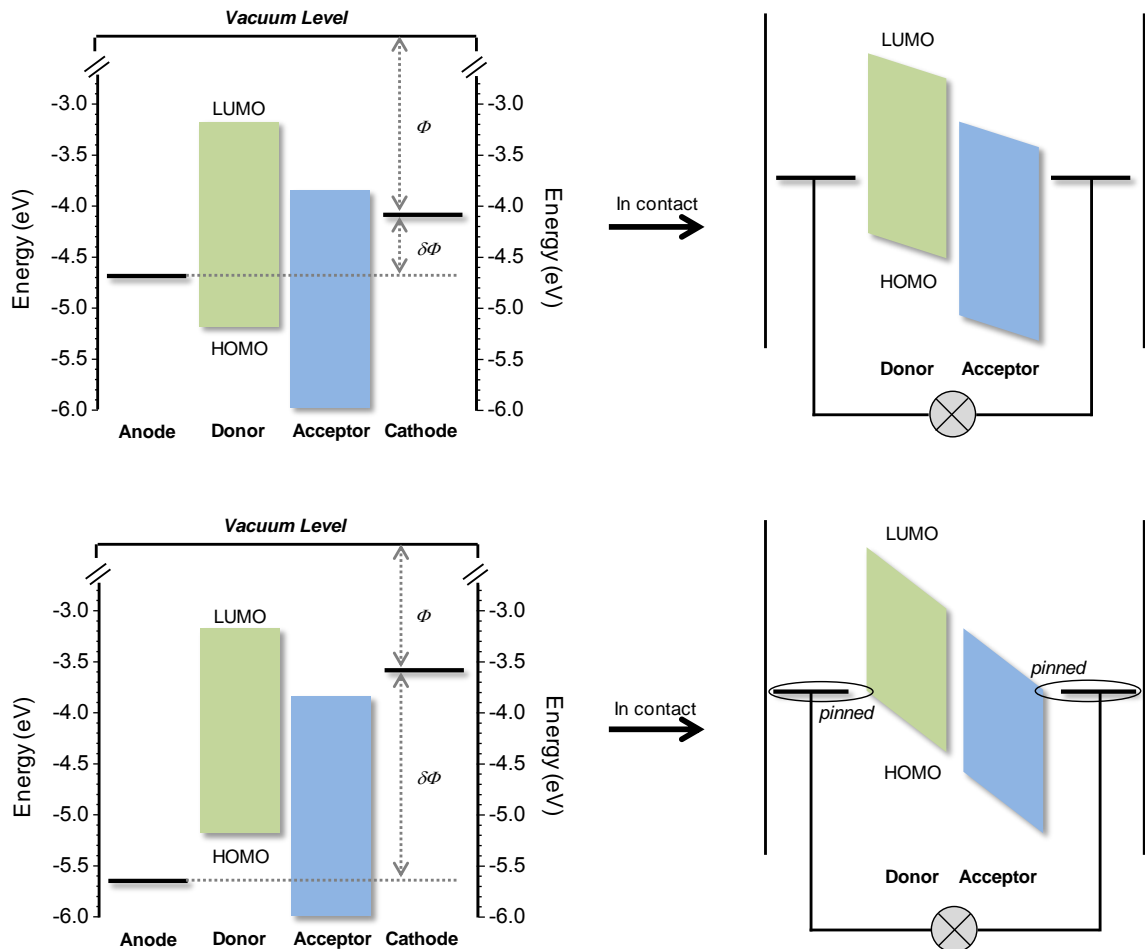 Vacuum Level
LUMO
HOMO
Φ
δΦ
-3.0
-3.5
-4.0
-4.5
-5.0
-5.5
-6.0
Energy (eV)
-3.0
-3.5
-4.0
-4.5
-5.0
-5.5
-6.0
Energy (eV)
Anode Donor Acceptor Cathode
In contact
LUMO
HOMO
Donor Acceptor
Vacuum Level
LUMO
HOMO
Φ
δΦ
-3.0
-3.5
-4.0
-4.5
-5.0
-5.5
-6.0
Energy (eV)
-3.0
-3.5
-4.0
-4.5
-5.0
-5.5
-6.0
Energy (eV)
Anode Donor Acceptor Cathode
In contact
LUMO
pinned
pinned
HOMO
Donor Acceptor